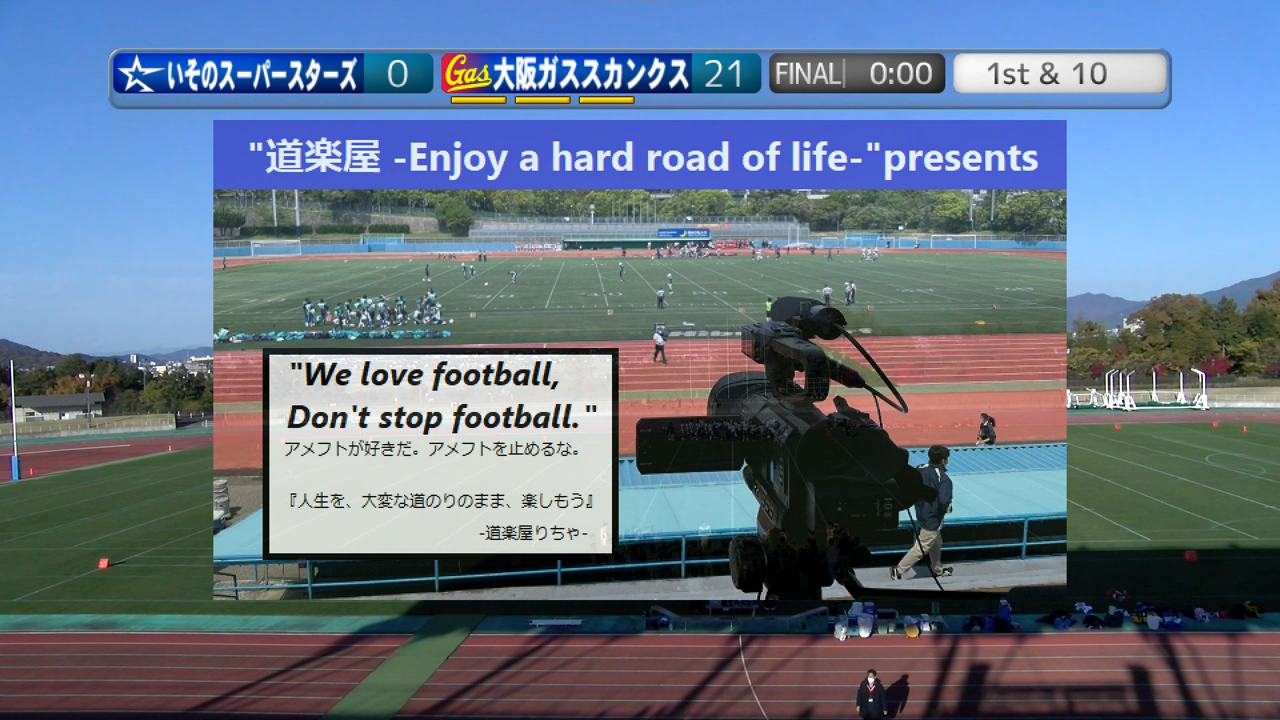 いそのスーパースターズ 0 Gas大阪ガススカンクス 21 FINAL 0:00 1st & 10
"道楽屋 -Enjoy a hard road of life-"presents
"We love football,
Don't stop football."
アメフトが好きだ。アメフトを止めるな。
『人生を、大変な道のりのまま、楽しもう』
-道楽屋りちゃ-